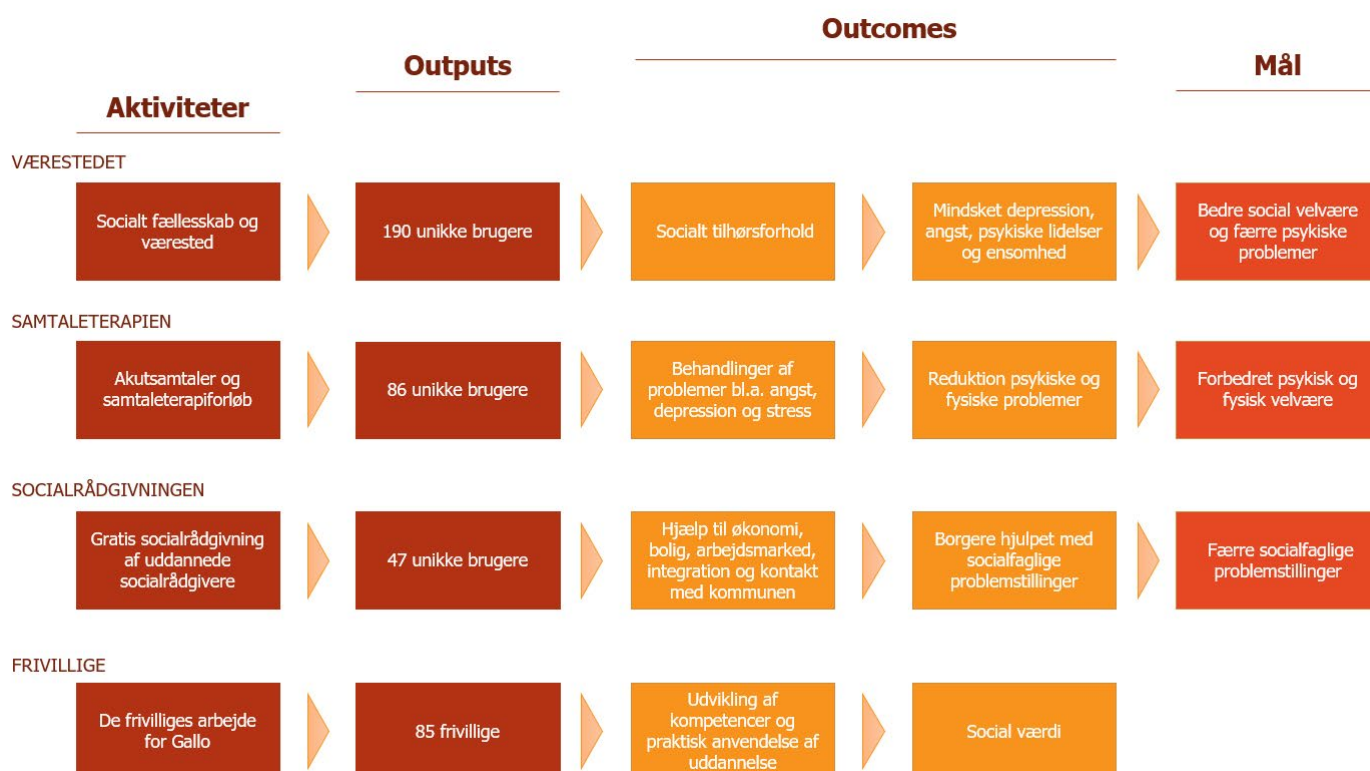 Outcomes
Outputs
Mål
Aktiviteter
VÆRESTEDET
Socialt fællesskab og
værested
190 unikke brugere
Socialt tilhørsforhold
Mindsket depression,
angst, psykiske lidelser
og ensomhed
Bedre social velvære
og færre psykiske
problemer
SAMTALETERAPIEN
Akutsamtaler og
samtaleterapiforløb
86 unikke brugere
Behandlinger af
problemer bl.a. angst,
depression og stress
Reduktion psykiske og
fysiske problemer
Forbedret psykisk og
fysisk velvære
SOCIALRÅDGIVNINGEN
Gratis socialrådgivning
af uddannede
socialrådgivere
47 unikke brugere
Hjælp til økonomi,
bolig, arbejdsmarked,
integration og kontakt
med kommunen
Borgere hjulpet med
socialfaglige
problemstillinger
Færre socialfaglige
problemstillinger
FRIVILLIGE
De frivilliges arbejde
for Gallo
85 frivillige
Udvikling af
kompetencer og
praktisk anvendelse af
uddannelse
Social værdi